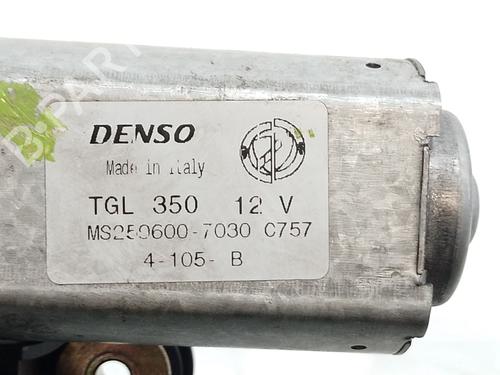 DENSO
Made in Italy
TGL 350 12 V
MS259600-7030 C757
4-105- B